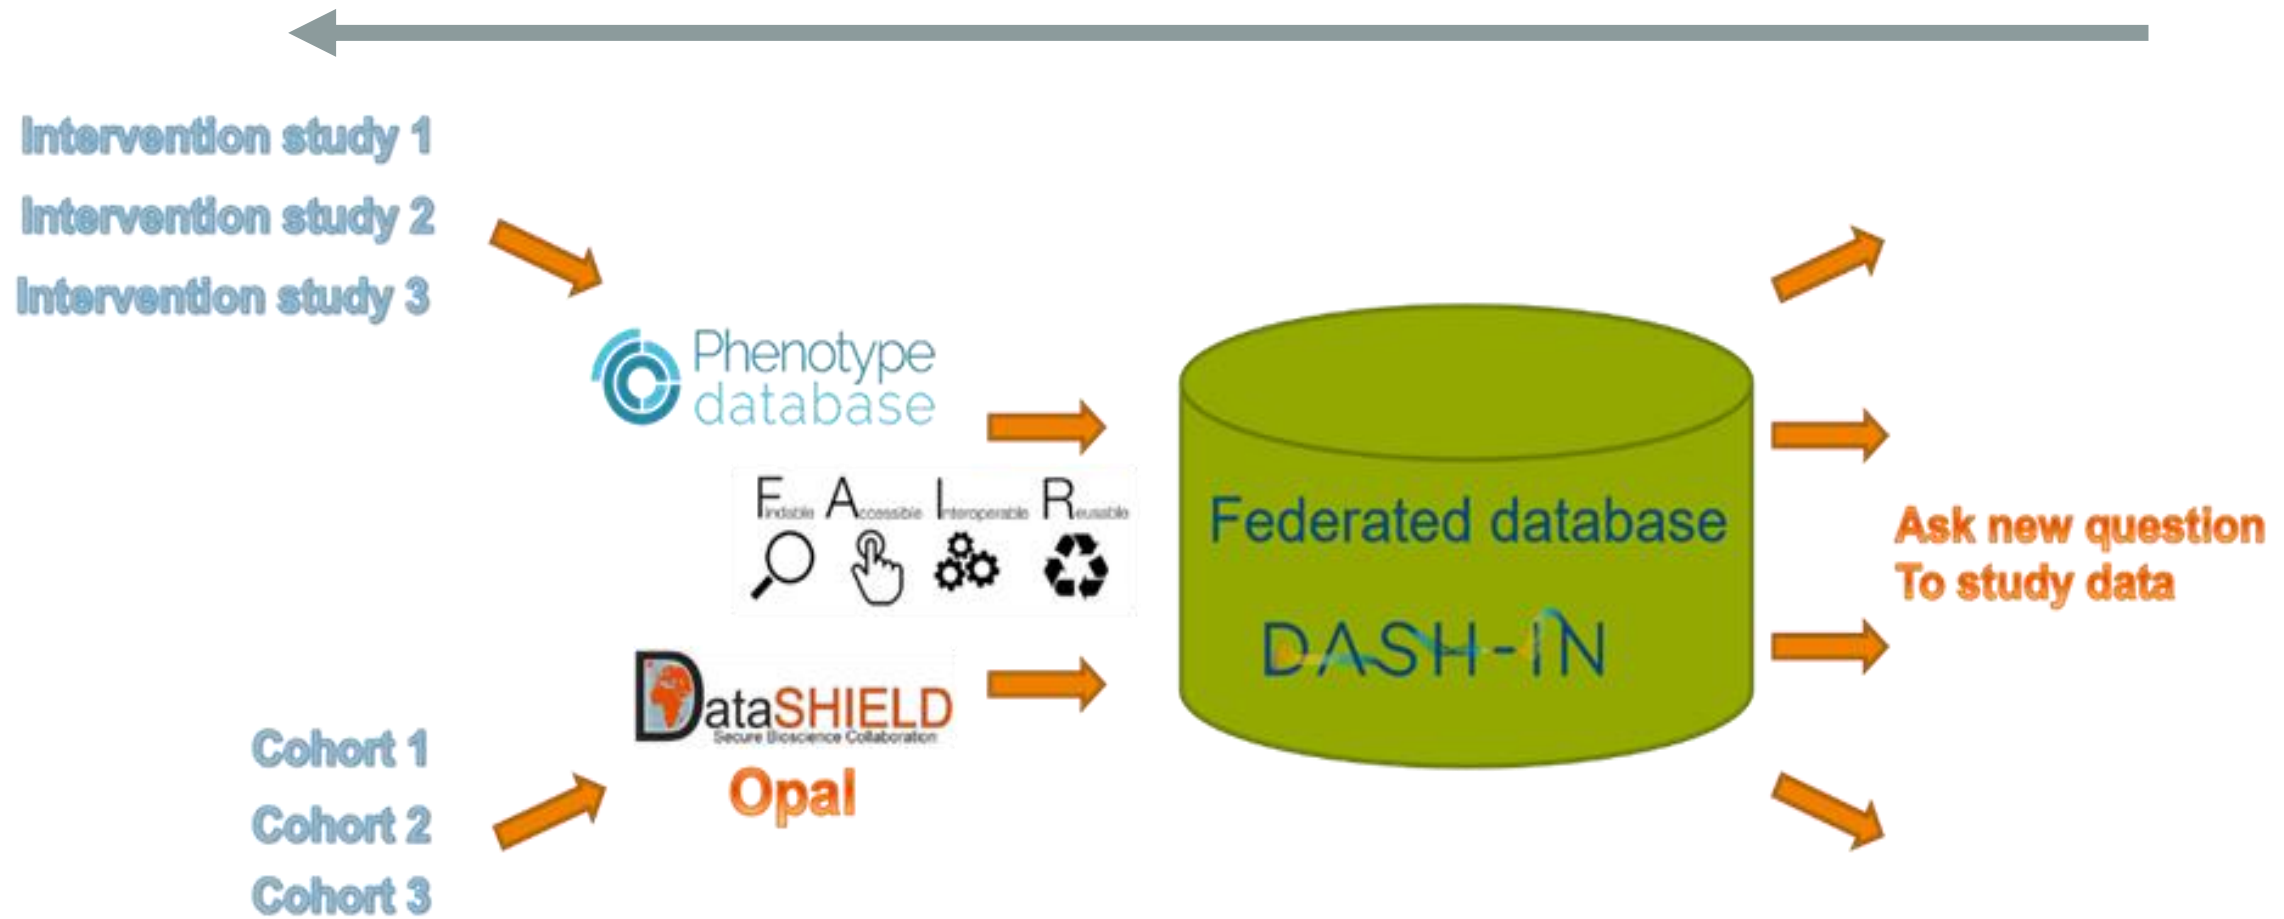 Intervention study 1
Intervention study 2
Intervention study 3
Phenotype
database
Findable Accessible Interoperable Reusable
DataSHIELD
Secure Bioscience Collaboration
Opal
Cohort 1
Cohort 2
Cohort 3
Federated database
DASH-IN
Ask new question
To study data